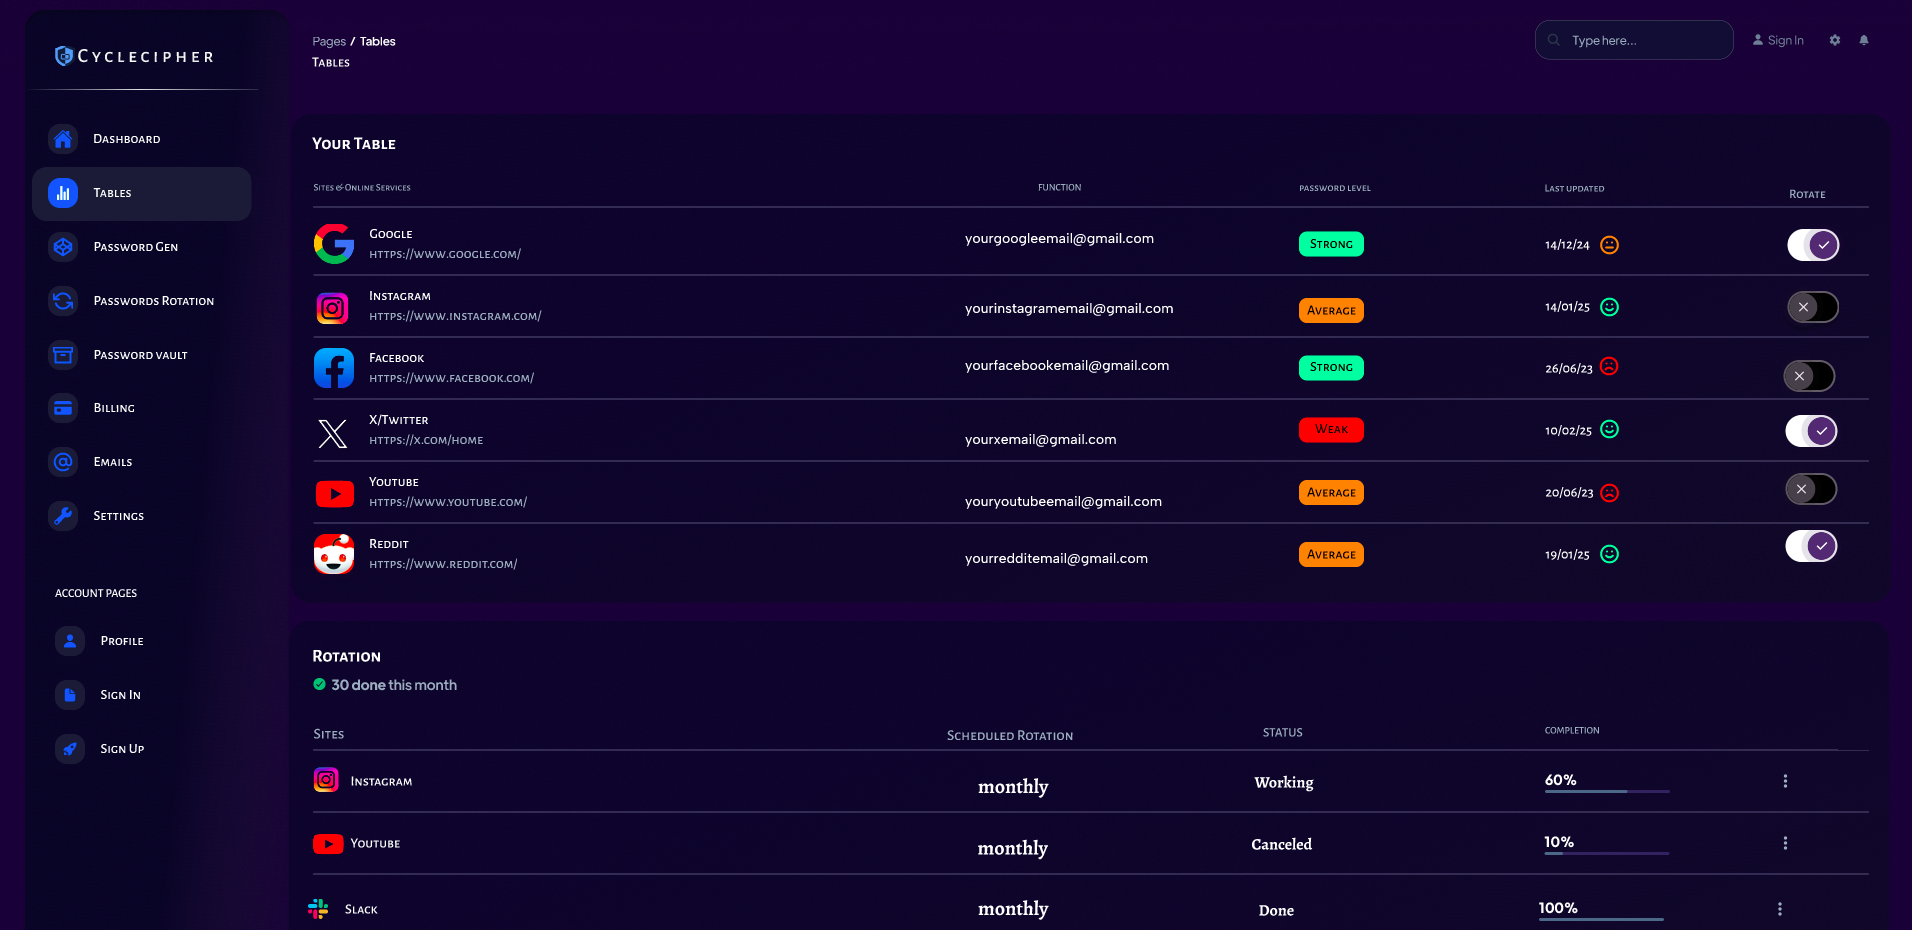 Cyclecipher
Pages / Tables
Tables
Type here...
Sign In
Dashboard
Tables
Password Gen
Passwords Rotation
Password vault
Billing
Emails
Settings
ACCOUNT PAGES
Profile
Sign In
Sign Up
Your Table
Sites & Online Services FUNCTION PASSWORD LEVEL Last updated Rotate
Google
https://www.google.com/
yourgoogleemail@gmail.com
Strong
14/12/24
Instagram
https://www.instagram.com/
yourinstagramemail@gmail.com
Average
14/01/25
Facebook
https://www.facebook.com/
yourfacebookemail@gmail.com
Strong
26/06/23
X/Twitter
https://x.com/home
yourxemail@gmail.com
Weak
10/02/25
Youtube
https://www.youtube.com/
youryoutubeemail@gmail.com
Average
20/06/23
Reddit
https://www.reddit.com/
yourredditemail@gmail.com
Average
19/01/25
Rotation
30 done this month
Sites Scheduled Rotation STATUS COMPLETION
Instagram monthly Working 60%
Youtube monthly Canceled 10%
Slack monthly Done 100%